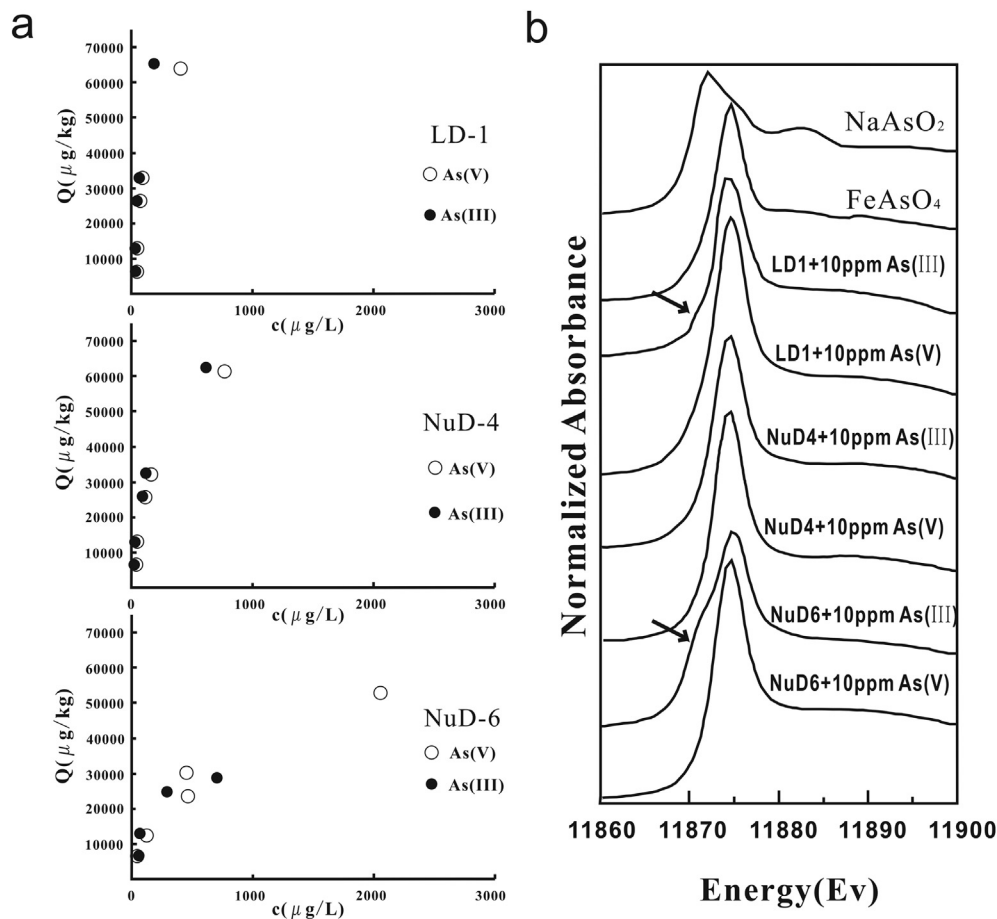 a
70000
60000
50000
40000
30000
20000
10000
Q(μg/kg)
LD-1
As(V)
As(III)
0
1000
2000
3000
c(μg/L)
70000
60000
50000
40000
30000
20000
10000
Q(μg/kg)
NuD-4
As(V)
As(III)
0
1000
2000
3000
c(μg/L)
70000
60000
50000
40000
30000
20000
10000
Q(μg/kg)
NuD-6
As(V)
As(III)
0
1000
2000
3000
c(μg/L)
b
Normalized Absorbance
NaAsO₂
FeAsO₄
LD1+10ppm As(III)
LD1+10ppm As(V)
NuD4+10ppm As(III)
NuD4+10ppm As(V)
NuD6+10ppm As(III)
NuD6+10ppm As(V)
11860
11870
11880
11890
11900
Energy(Ev)